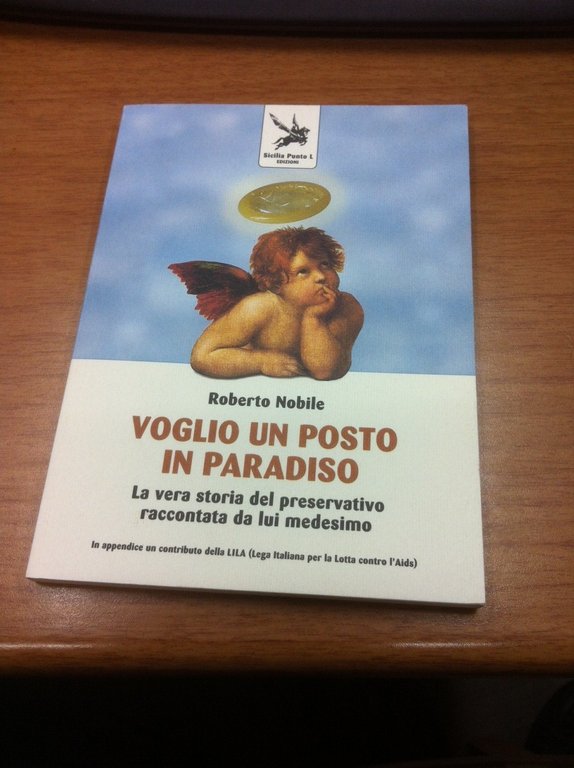 Sicilia Punto L
EDIZIONI
Roberto Nobile
VOGLIO UN POSTO
IN PARADISO
La vera storia del preservativo
raccontata da lui medesimo
In appendice un contributo della LILA (Lega Italiana per la Lotta contro l'Aids)